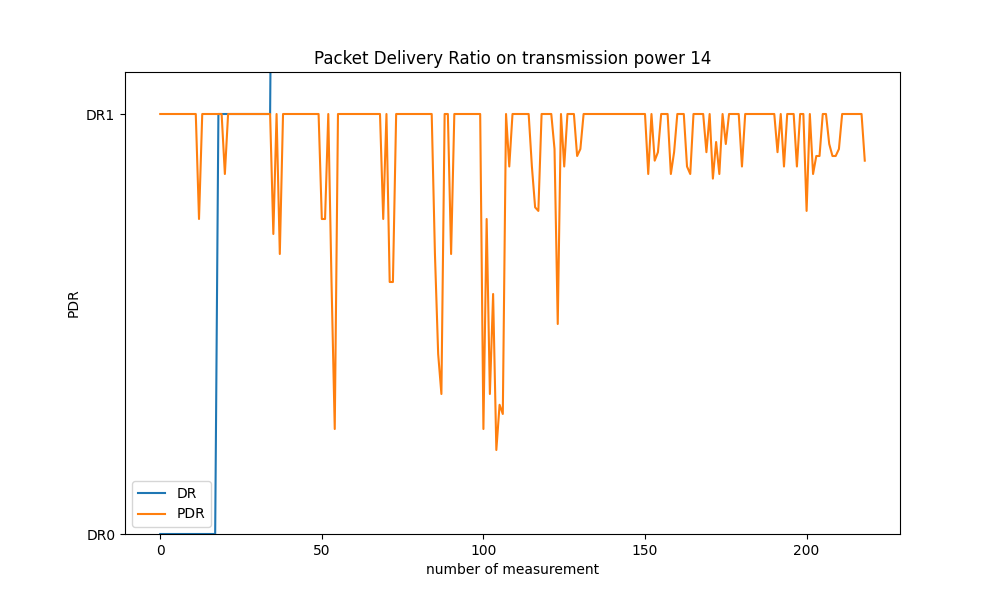 Packet Delivery Ratio on transmission power 14
DR1
PDR
DR0
DR
PDR
0 50 100 150 200
number of measurement